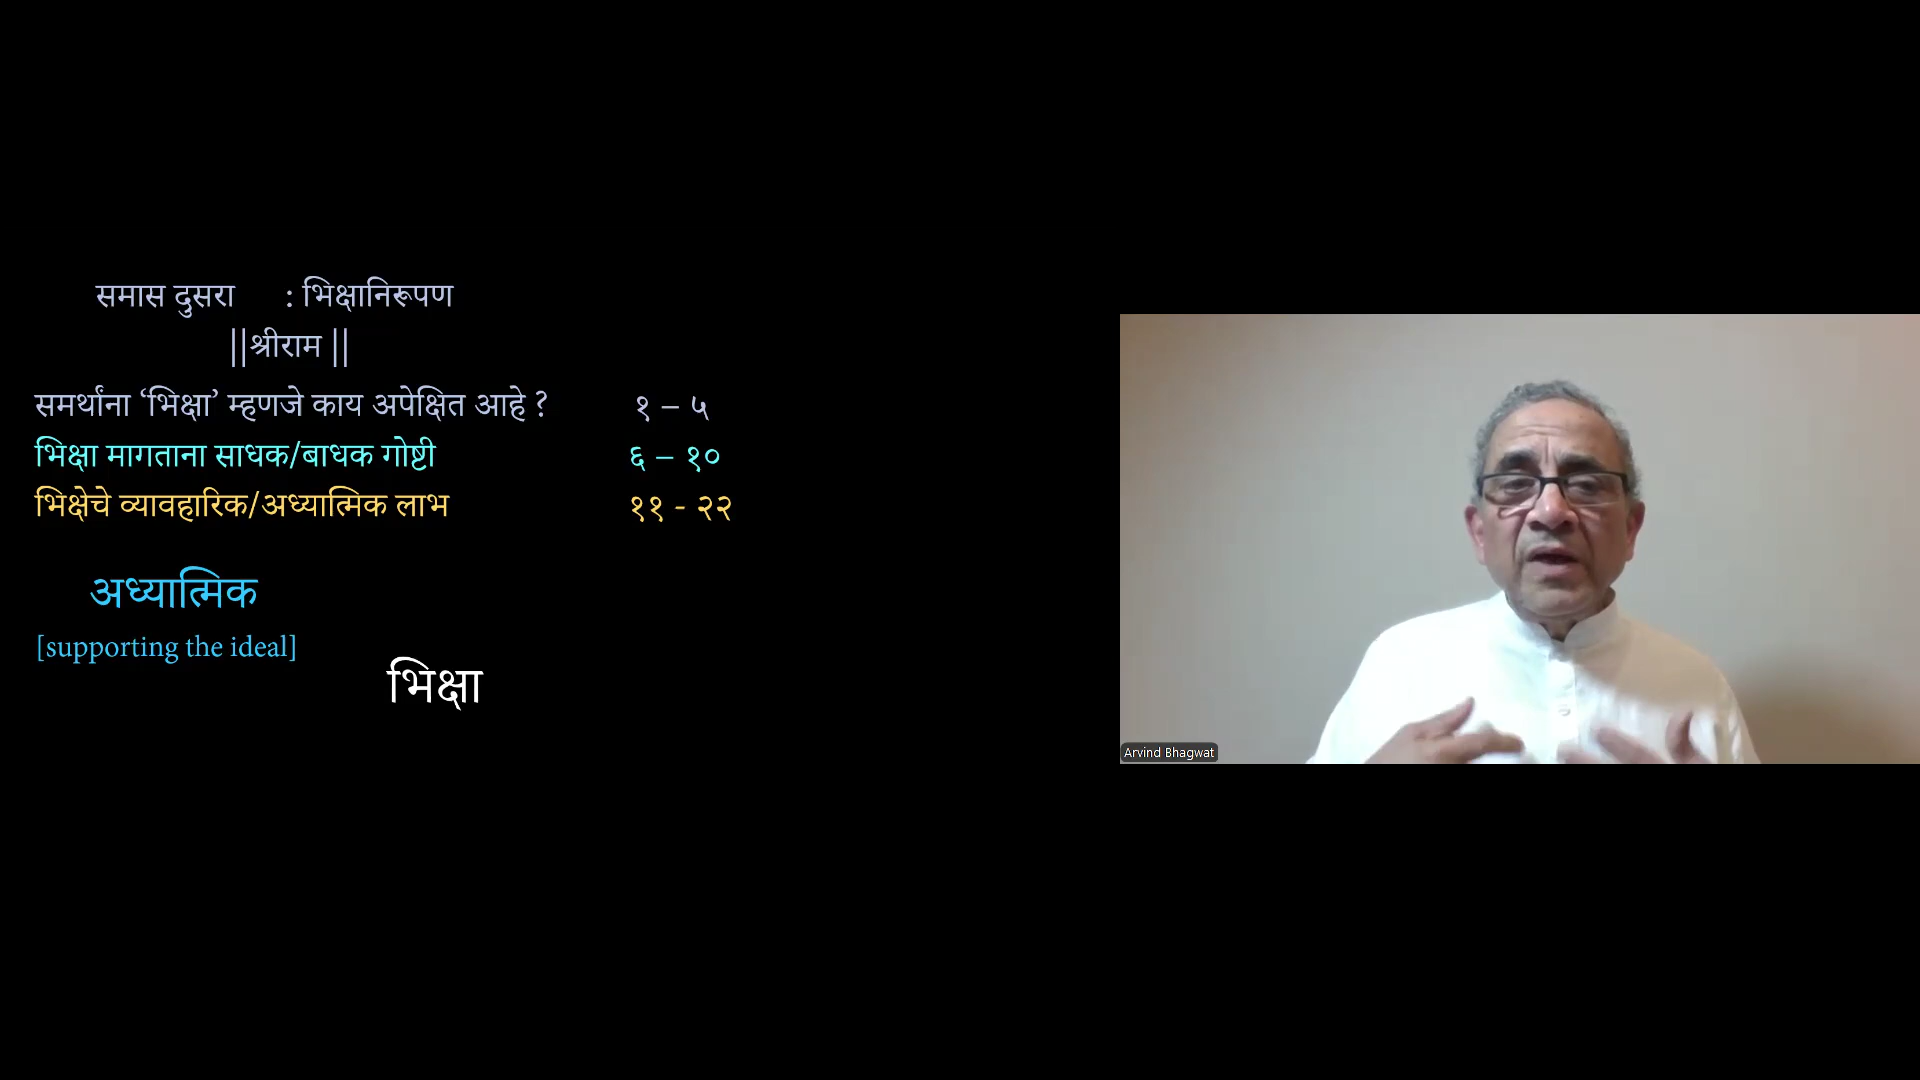 समास दुसरा : भिक्षानिरूपण
||श्रीराम ||
समर्थांना ‘भिक्षा’ म्हणजे काय अपेक्षित आहे ? १ – ५
भिक्षा मागताना साधक/बाधक गोष्टी ६ – १०
भिक्षेचे व्यावहारिक/अध्यात्मिक लाभ ११ - २२
अध्यात्मिक
[supporting the ideal]
भिक्षा
Arvind Bhagwat